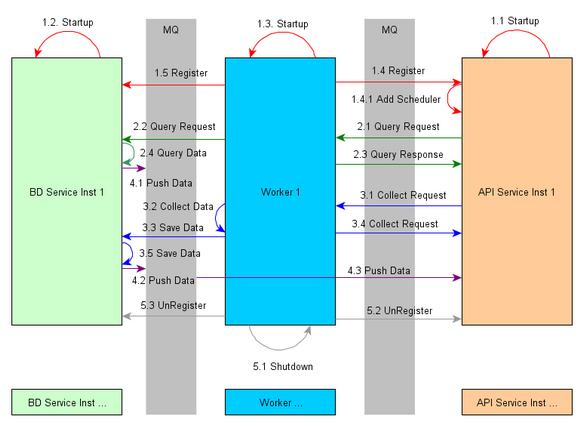 1.2. Startup
1.3. Startup
1.1 Startup
MQ
MQ
1.5 Register
1.4 Register
1.4.1 Add Scheduler
2.2 Query Request
2.1 Query Request
2.4 Query Data
2.3 Query Response
4.1 Push Data
BD Service Inst 1
Worker 1
API Service Inst 1
3.1 Collect Request
3.2 Collect Data
3.3 Save Data
3.4 Collect Request
3.5 Save Data
4.3 Push Data
4.2 Push Data
5.3 UnRegister
5.2 UnRegister
5.1 Shutdown
BD Service Inst ...
Worker ...
API Service Inst ...